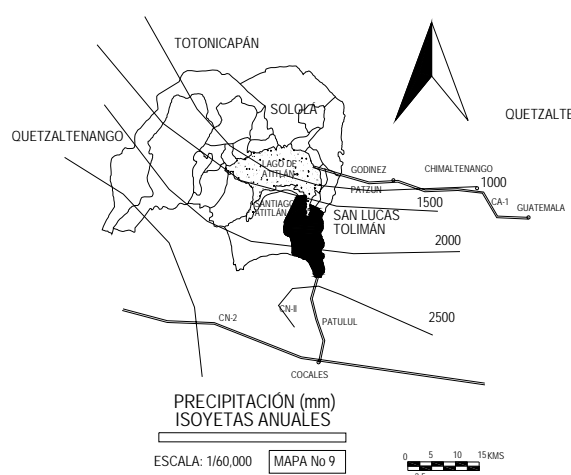 TOTONICAPÁN
SOLOLÁ
QUETZALTE
QUETZALTENANGO
LAGO DE
ATITLÁN
GODINEZ
CHIMALTENANGO
PATZUN
1000
CA-1
GUATEMALA
SANTIAGO
ATITLÁN
1500
SAN LUCAS
TOLIMÁN
2000
2500
CN-II
CN-2
PATULUL
COCALES
PRECIPITACIÓN (mm)
ISOYETAS ANUALES
ESCALA: 1/60,000
MAPA No 9
0 5 10 15 KMS
2.5